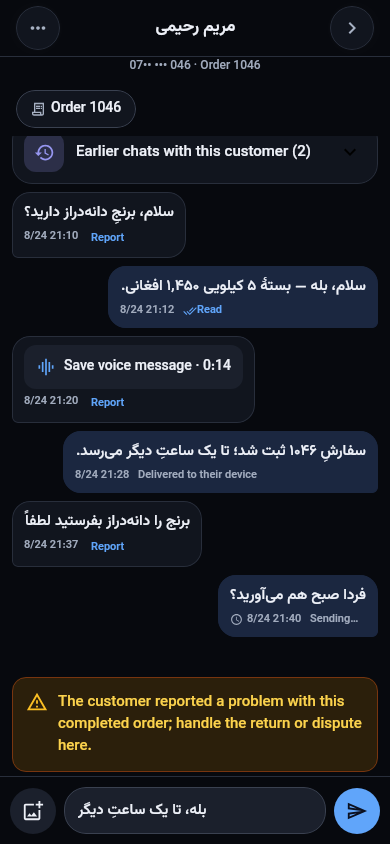 مریم رحیمی
07•• ••• 046 · Order 1046
Order 1046
Earlier chats with this customer (2)
سلام، برنجِ دانه‌دراز دارید؟
8/24 21:10 Report
سلام، بله — بستهٔ ۵ کیلویی ۱٬۴۵۰ افغانی.
8/24 21:12 Read
Save voice message · 0:14
8/24 21:20 Report
سفارشِ ۱۰۴۶ ثبت شد؛ تا یک ساعتِ دیگر می‌رسد.
8/24 21:28 Delivered to their device
برنج را دانه‌دراز بفرستید لطفاً
8/24 21:37 Report
فردا صبح هم می‌آورید؟
8/24 21:40 Sending…
The customer reported a problem with this
completed order; handle the return or dispute
here.
بله، تا یک ساعتِ دیگر